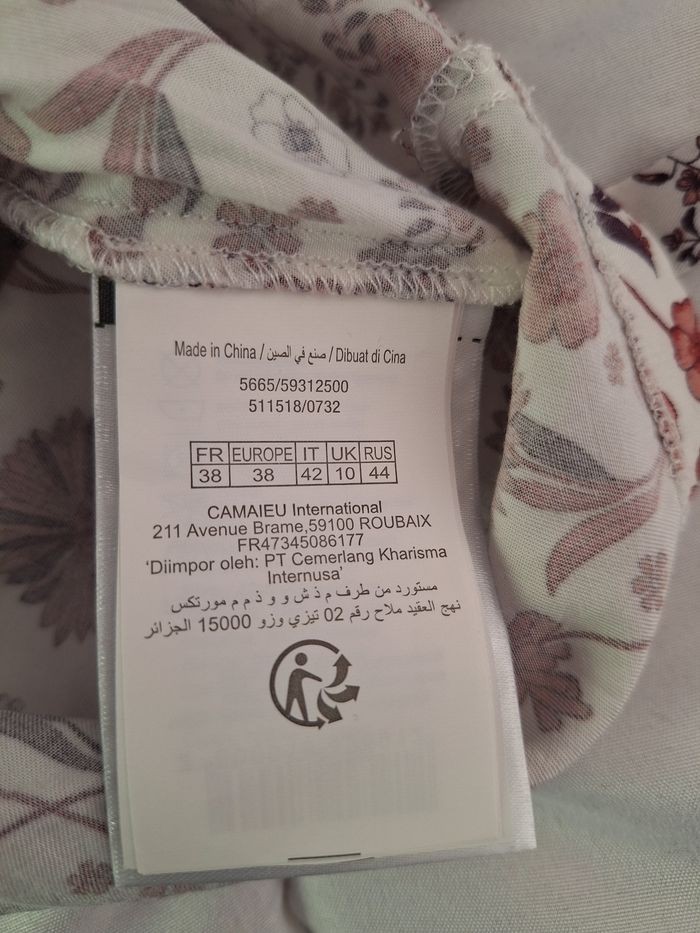 Made in China / صنع في الصين / Dibuat di Cina
5665/59312500
511518/0732
FR EUROPE IT UK RUS
38 38 42 10 44
CAMAIEU International
211 Avenue Brame,59100 ROUBAIX
FR47345086177
'Diimpor oleh: PT Cemerlang Kharisma
Internusa'
مستورد من طرف م ذ ش و و ذ م م مورتكس
نهج العقيد ملاح رقم 02 تيزي وزو 15000 الجزائر